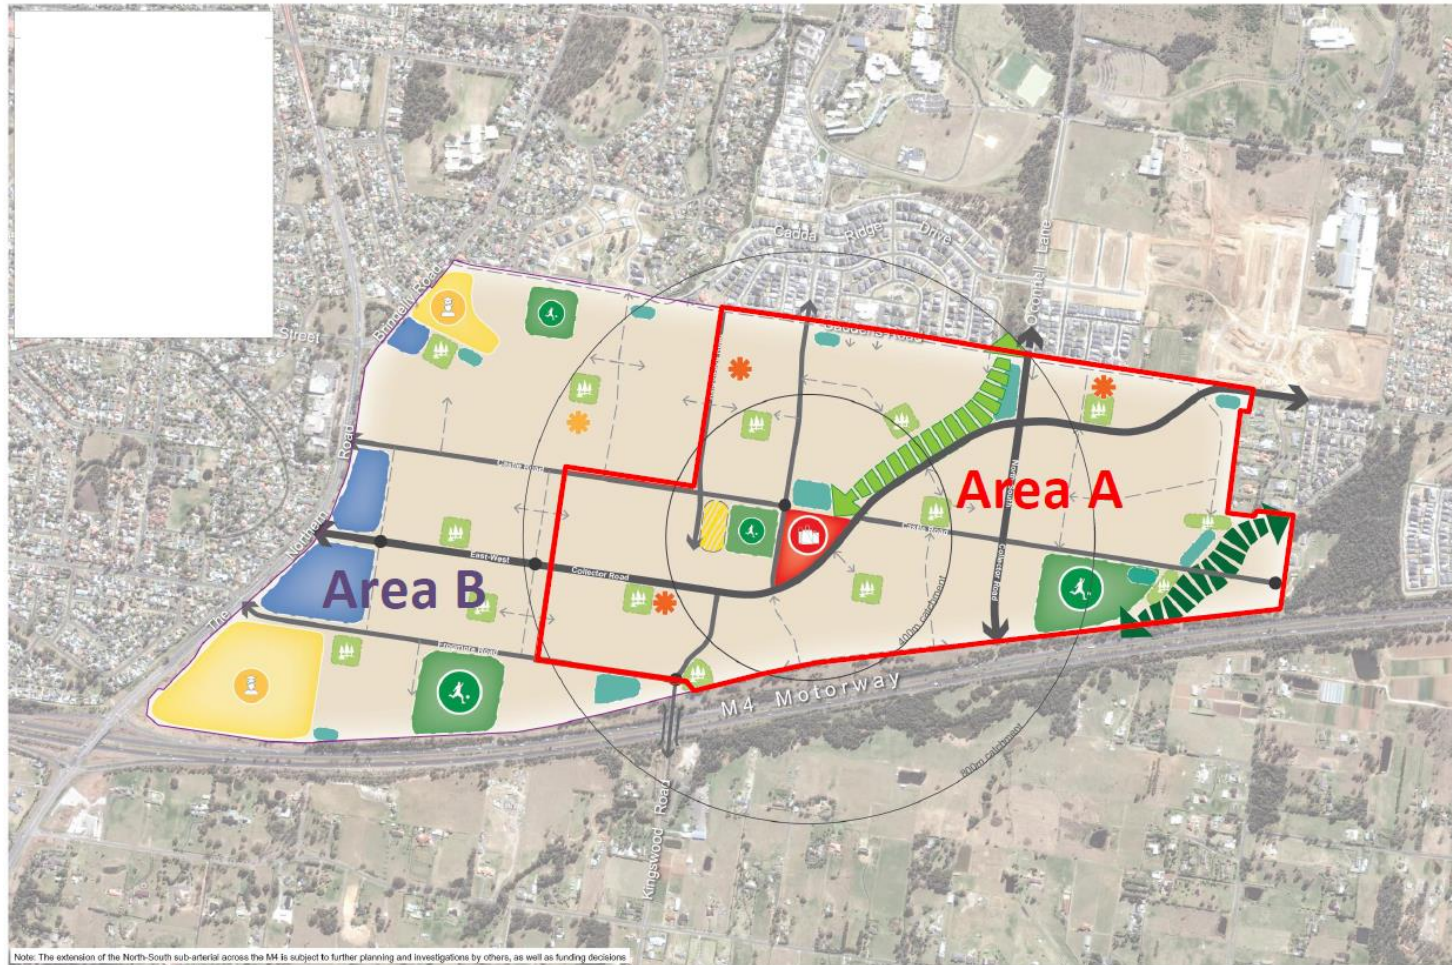 Cadda Ridge Drive
Oconnell Lane
Street
Bringelly Road
Caddens Road
Area A
Castle Road
Castle Road
North-South
Collector Road
The Northern Road
East-West
Collector Road
Area B
400m catchment
Frogmore Road
M4 Motorway
800m catchment
Kingswood Road
Note: The extension of the North-South sub-arterial across the M4 is subject to further planning and investigations by others, as well as funding decisions